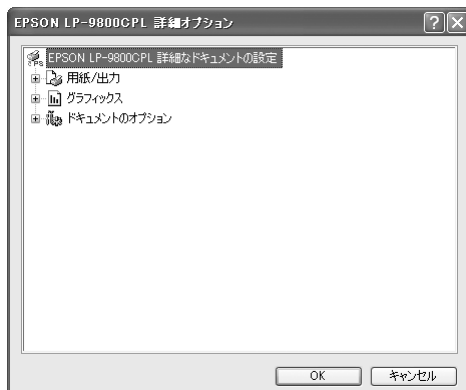 EPSON LP-9800CPL 詳細オプション
EPSON LP-9800CPL 詳細なドキュメントの設定
用紙/出力
グラフィックス
ドキュメントのオプション
OK
キャンセル